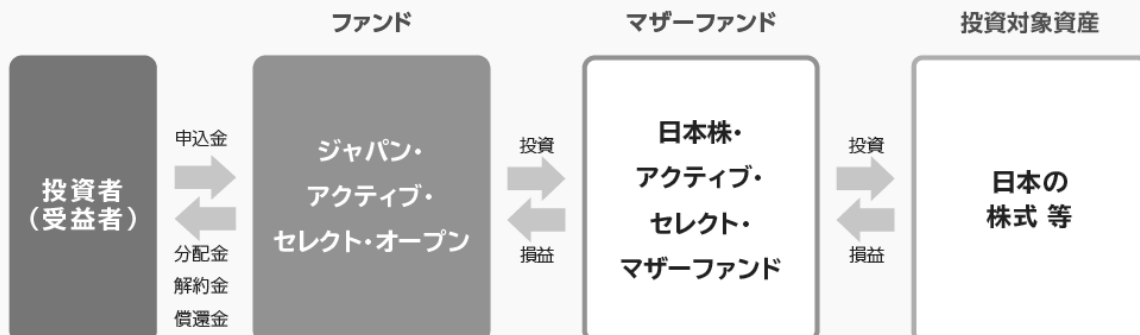 ファンド
マザーファンド
投資対象資産
投資者
（受益者）
申込金
分配金
解約金
償還金
ジャパン・
アクティブ・
セレクト・オープン
投資
損益
日本株・
アクティブ・
セレクト・
マザーファンド
投資
損益
日本の
株式 等